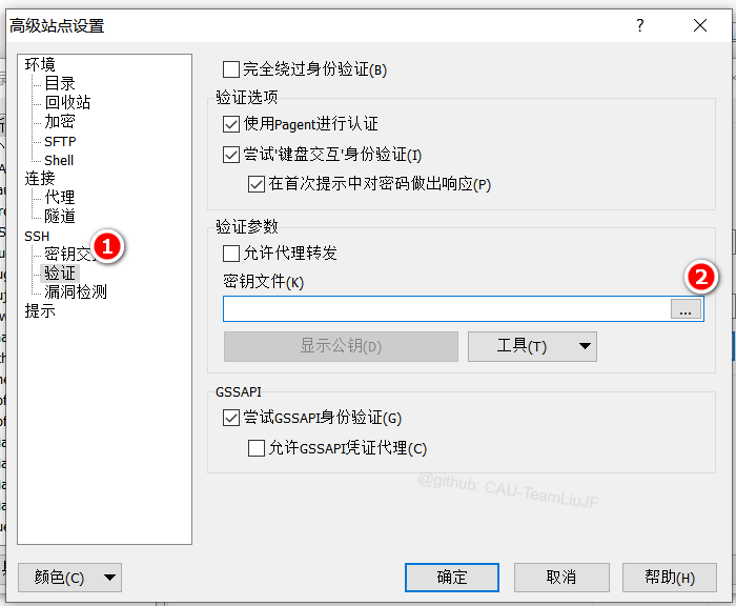 高级站点设置
?
环境
目录
回收站
加密
SFTP
Shell
连接
代理
隧道
SSH
密钥交
1
验证
漏洞检测
提示
完全绕过身份验证(B)
验证选项
使用Pagent进行认证
尝试'键盘交互'身份验证(I)
在首次提示中对密码做出响应(P)
验证参数
允许代理转发
密钥文件(K)
2
...
显示公钥(D)
工具(T)
GSSAPI
尝试GSSAPI身份验证(G)
允许GSSAPI凭证代理(C)
@github: CAU-TeamLiuJF
颜色(C)
确定
取消
帮助(H)